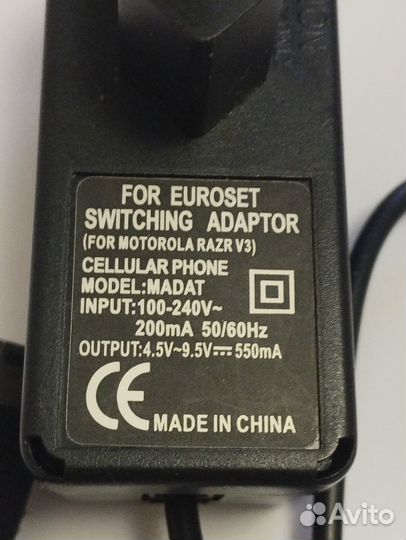 FOR EUROSET
SWITCHING ADAPTOR
(FOR MOTOROLA RAZR V3)
CELLULAR PHONE
MODEL:MADAT
INPUT:100-240V~
200mA 50/60Hz
OUTPUT:4.5V~9.5V⎓550mA
CE
MADE IN CHINA
Avito